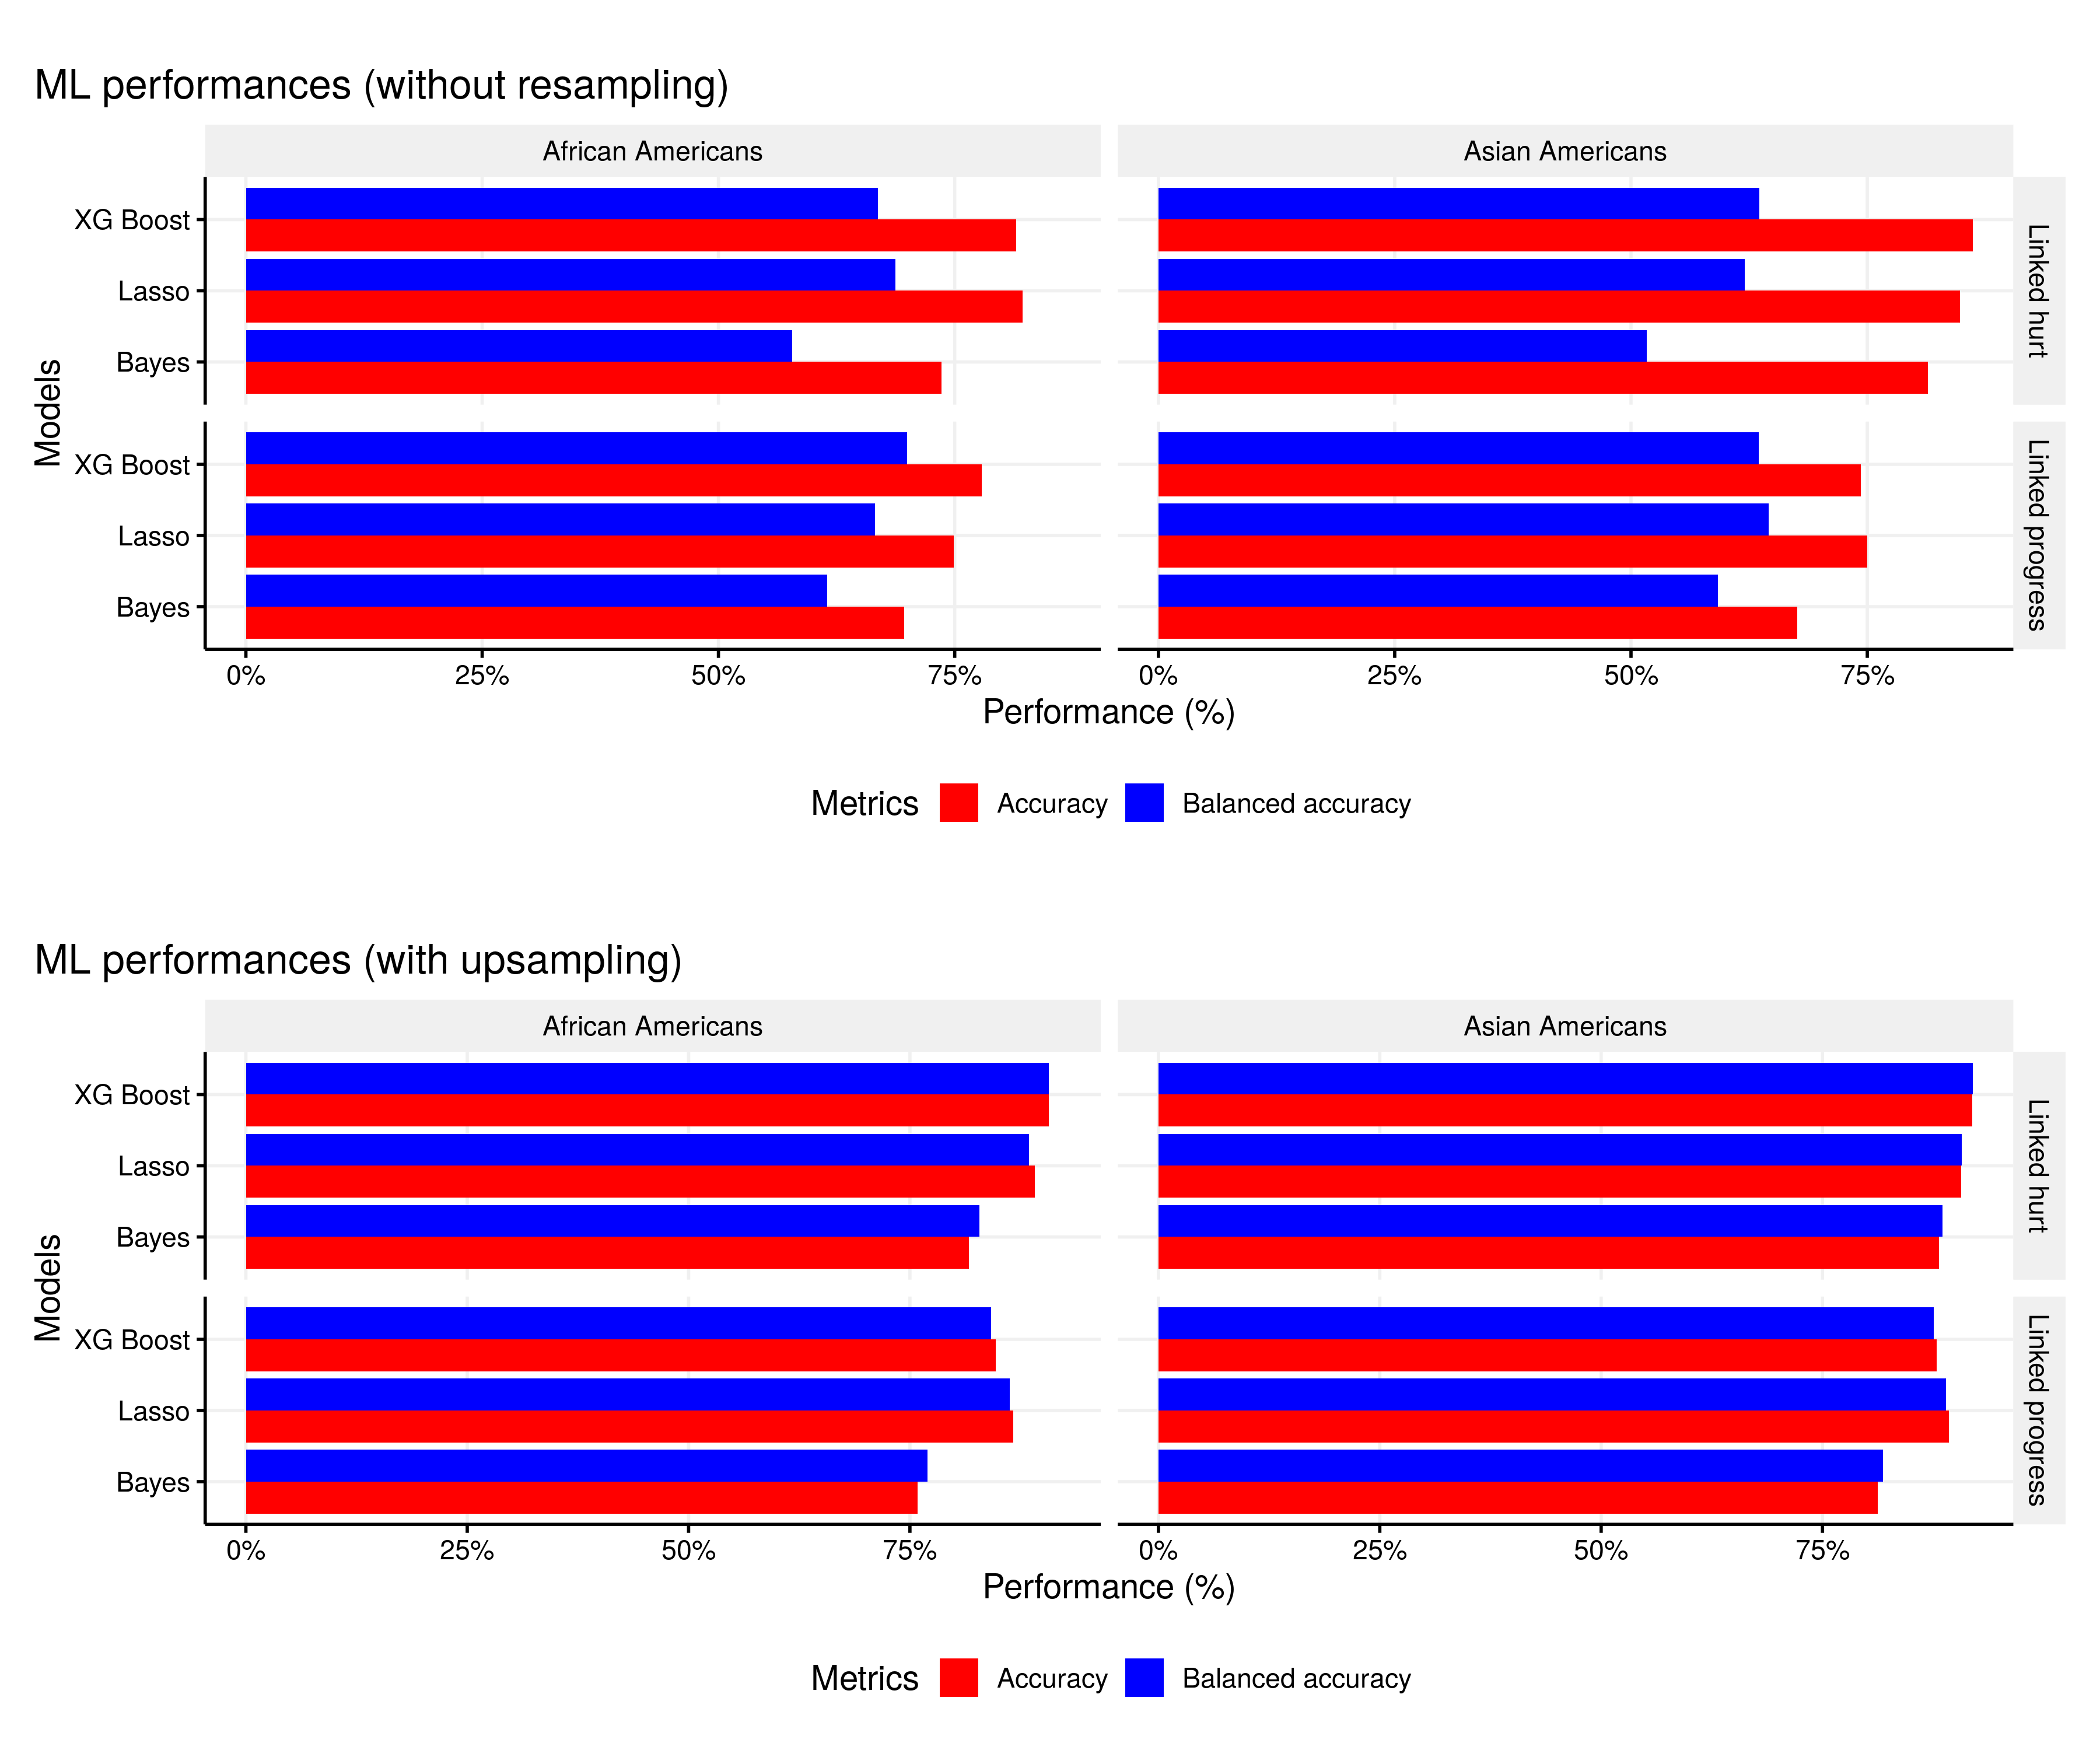 ML performances (without resampling)
African Americans
Asian Americans
XG Boost
Lasso
Bayes
Linked hurt
XG Boost
Lasso
Bayes
Linked progress
Models
0% 25% 50% 75%
0% 25% 50% 75%
Performance (%)
Metrics Accuracy Balanced accuracy
ML performances (with upsampling)
African Americans
Asian Americans
XG Boost
Lasso
Bayes
Linked hurt
XG Boost
Lasso
Bayes
Linked progress
Models
0% 25% 50% 75%
0% 25% 50% 75%
Performance (%)
Metrics Accuracy Balanced accuracy